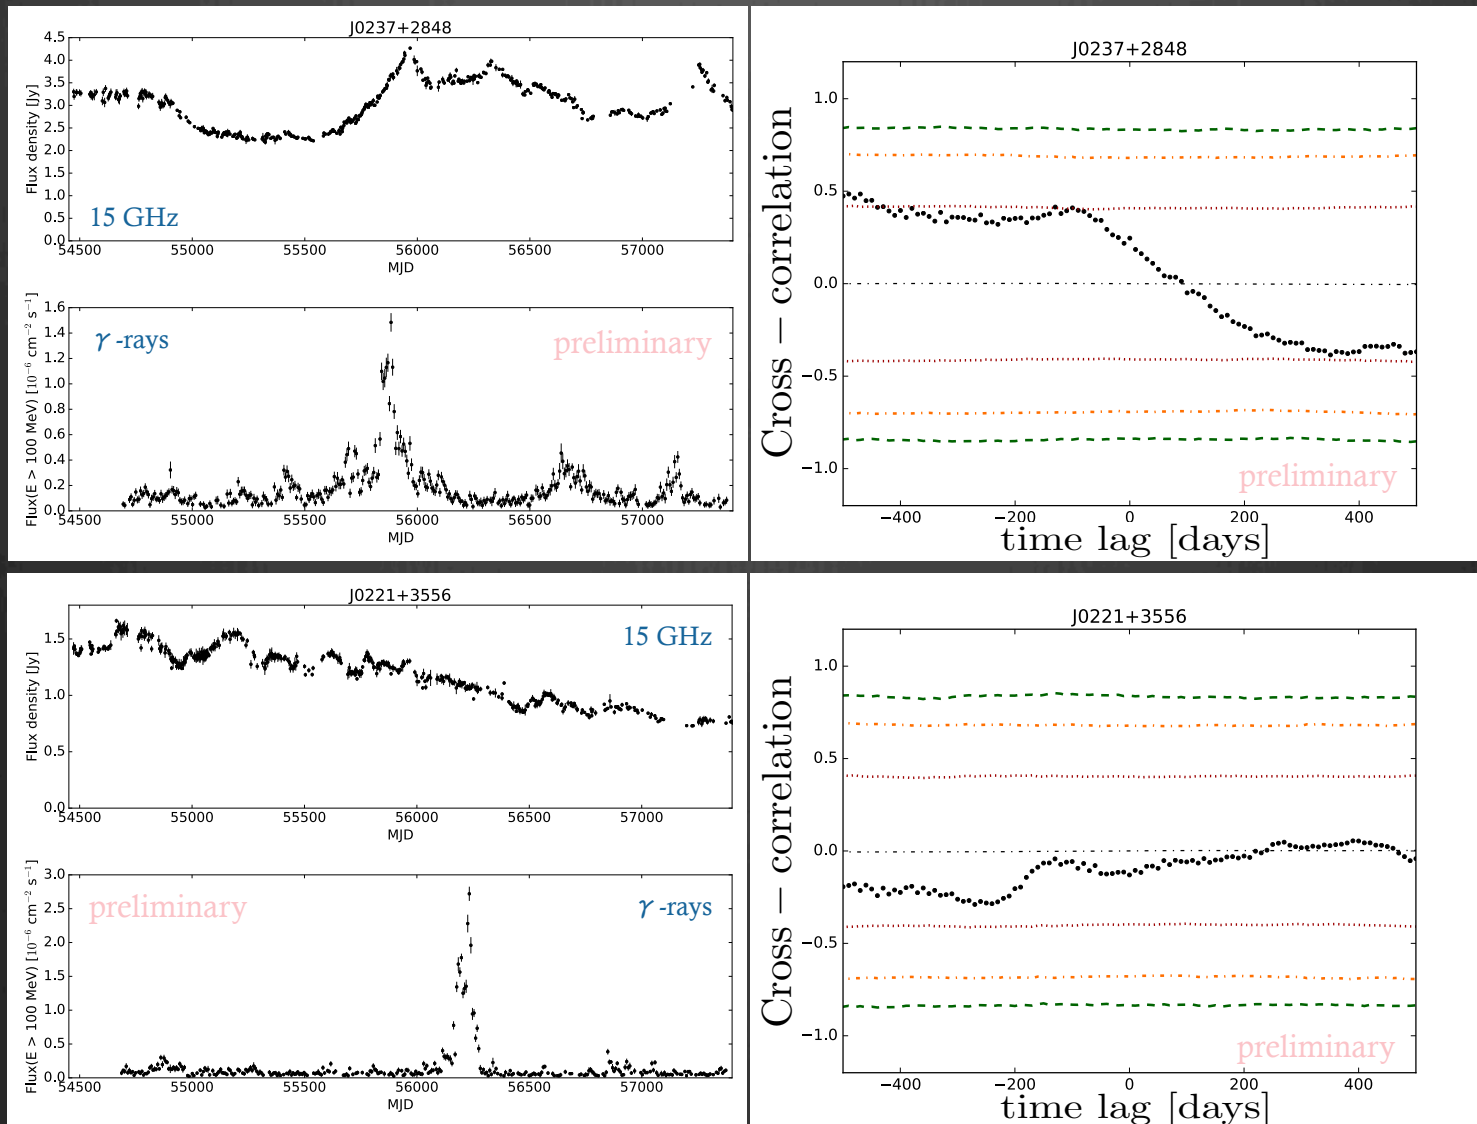 J0237+2848
Flux density [Jy]
4.5
4.0
3.5
3.0
2.5
2.0
1.5
1.0
0.5
0.0
15 GHz
54500 55000 55500 56000 56500 57000
MJD
Flux(E > 100 MeV) [10⁻⁶ cm⁻² s⁻¹]
1.6
1.4
1.2
1.0
0.8
0.6
0.4
0.2
0.0
γ -rays
preliminary
54500 55000 55500 56000 56500 57000
MJD
J0237+2848
Cross − correlation
1.0
0.5
0.0
−0.5
−1.0
preliminary
−400 −200 0 200 400
time lag [days]
J0221+3556
Flux density [Jy]
1.5
1.0
0.5
0.0
15 GHz
54500 55000 55500 56000 56500 57000
MJD
Flux(E > 100 MeV) [10⁻⁶ cm⁻² s⁻¹]
3.0
2.5
2.0
1.5
1.0
0.5
0.0
preliminary
γ -rays
54500 55000 55500 56000 56500 57000
MJD
J0221+3556
Cross − correlation
1.0
0.5
0.0
−0.5
−1.0
preliminary
−400 −200 0 200 400
time lag [days]